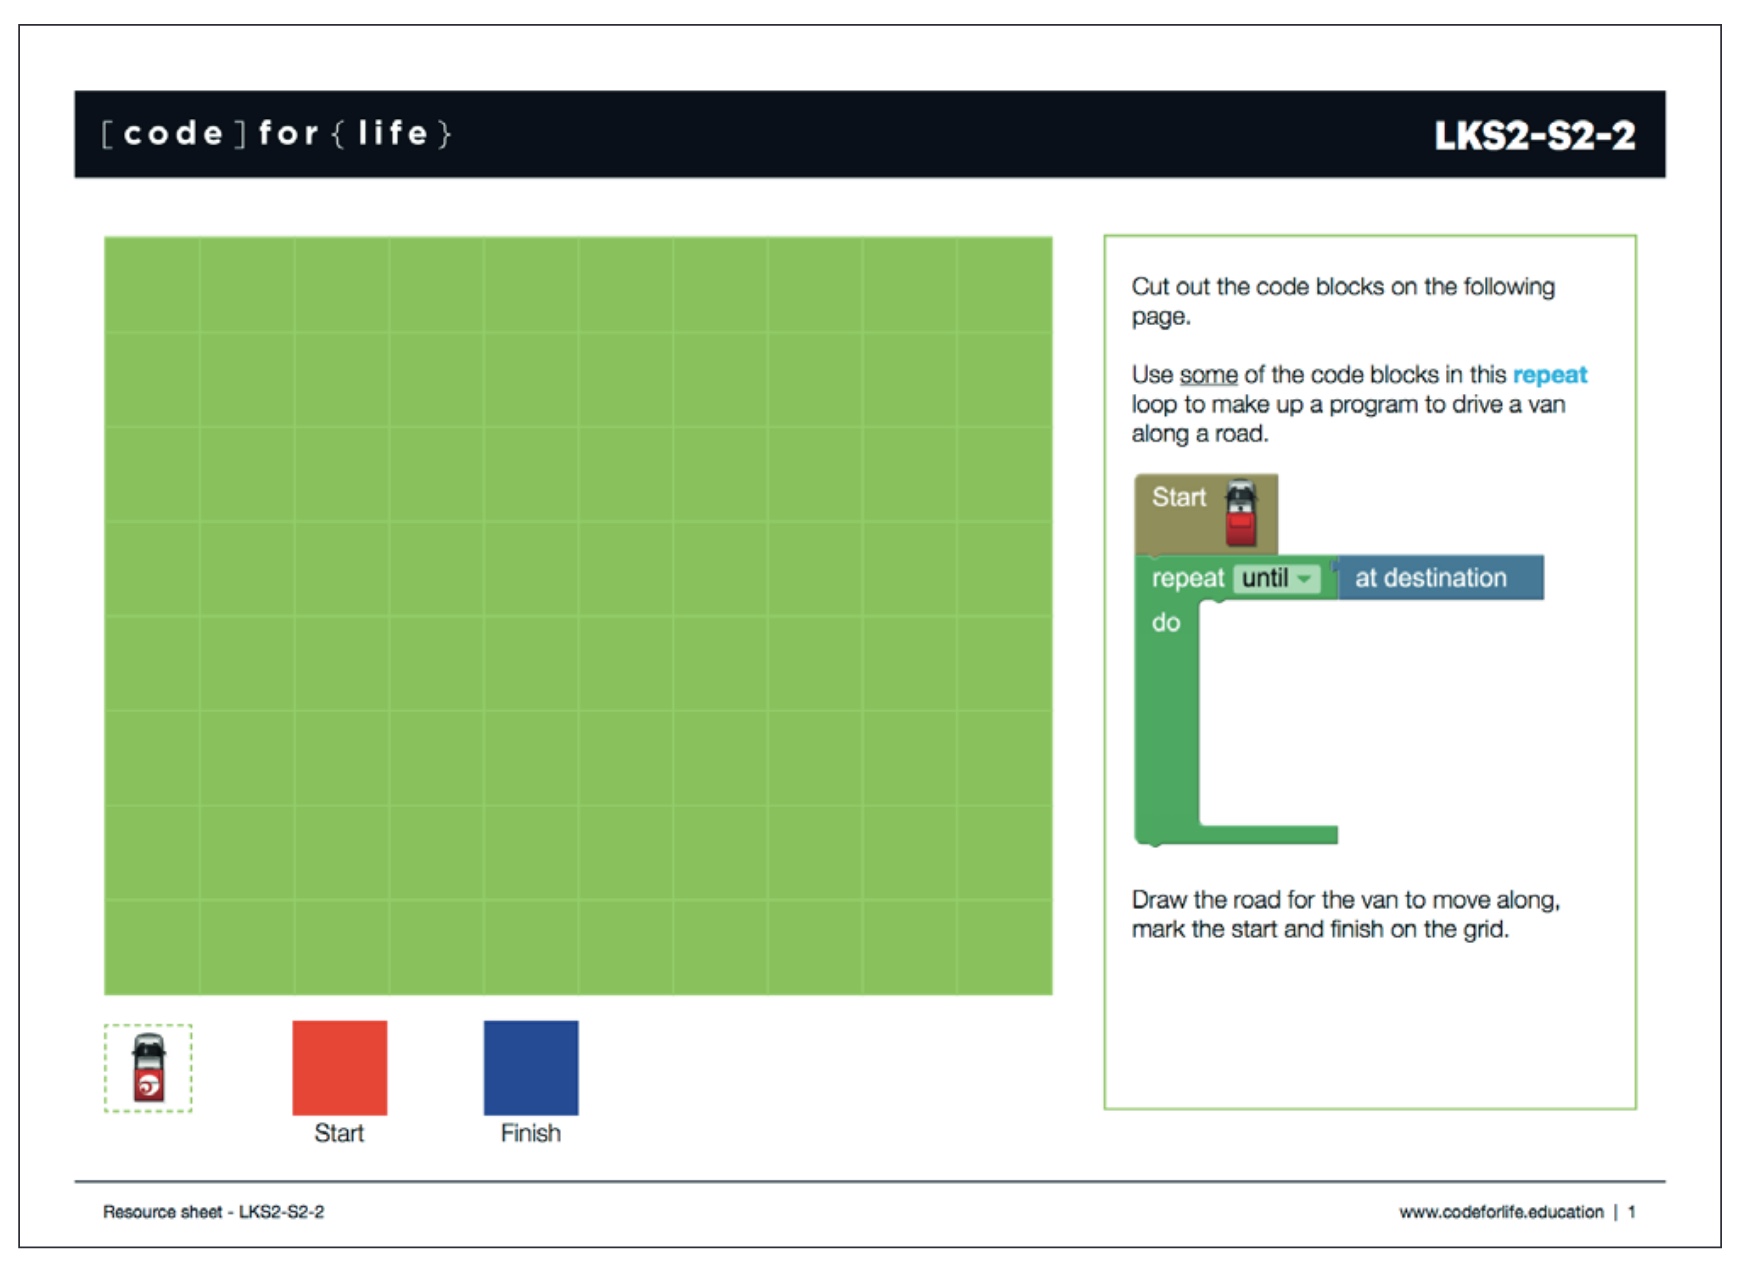 [code]for{life}
LKS2-S2-2
Cut out the code blocks on the following
page.
Use some of the code blocks in this repeat
loop to make up a program to drive a van
along a road.
Start
repeat until at destination
do
Draw the road for the van to move along,
mark the start and finish on the grid.
Start
Finish
Resource sheet - LKS2-S2-2
www.codeforlife.education | 1